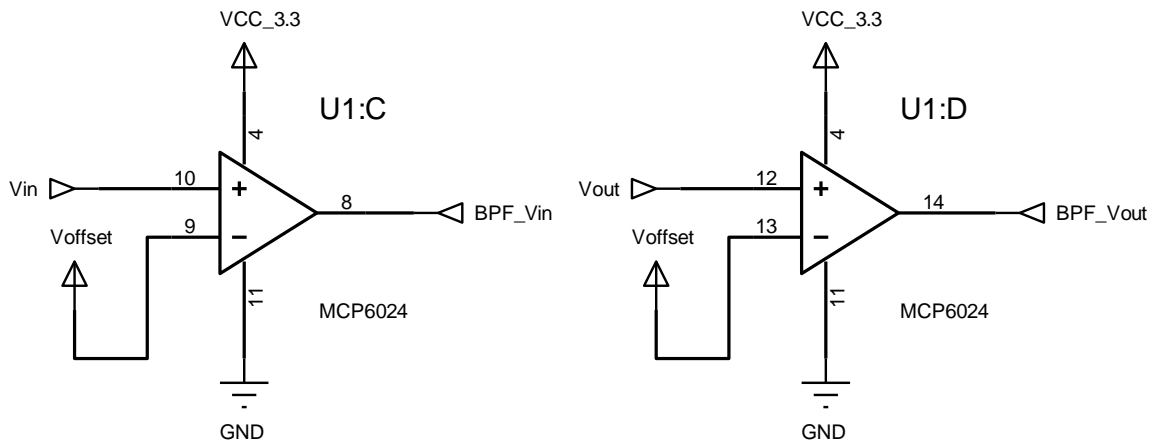 VCC_3.3
U1:C
4
Vin
10
+
8
BPF_Vin
Voffset
9
−
11
MCP6024
GND
VCC_3.3
U1:D
4
Vout
12
+
14
BPF_Vout
Voffset
13
−
11
MCP6024
GND